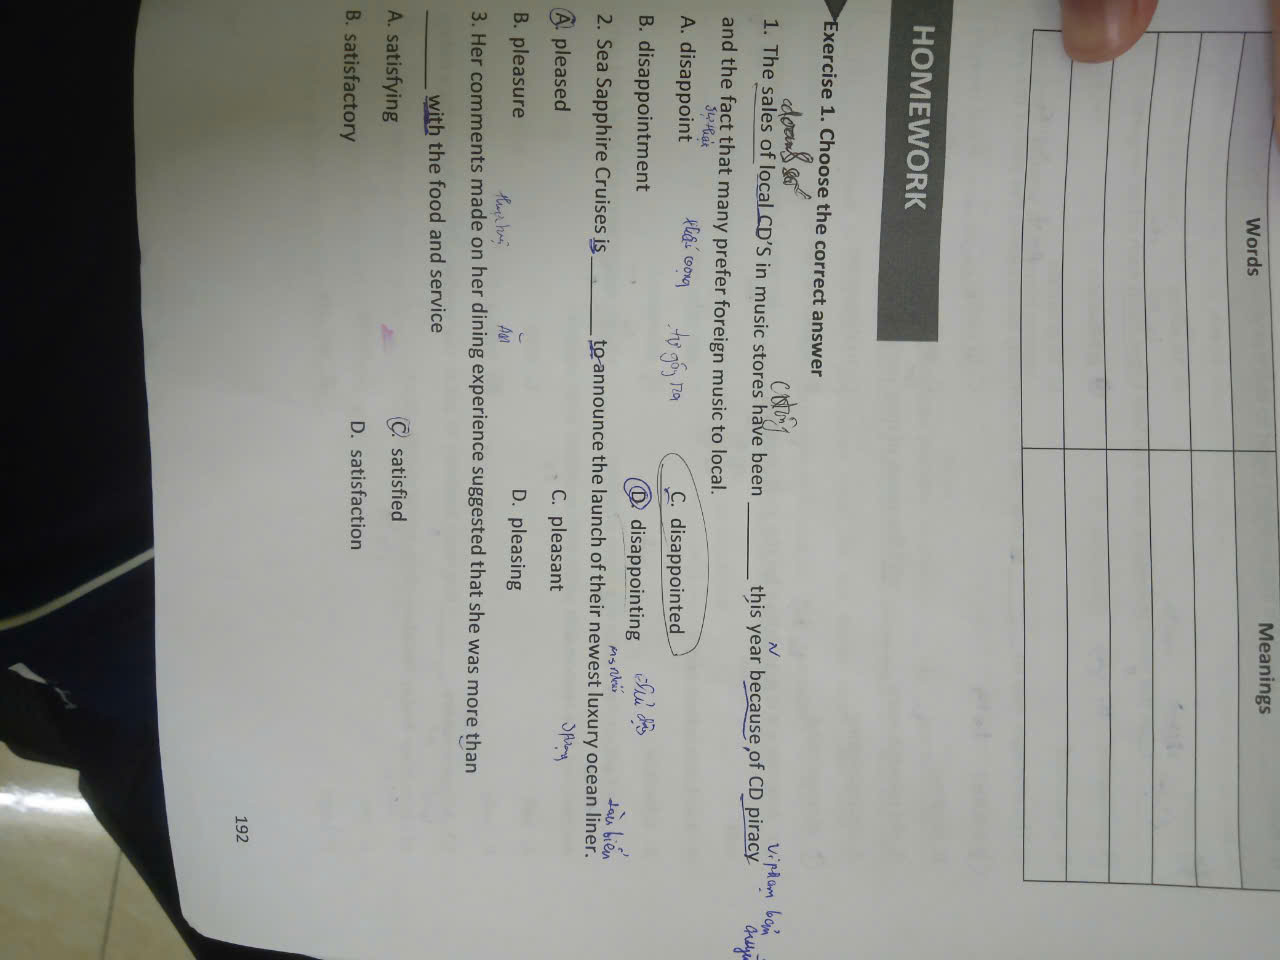 Words Meanings
HOMEWORK
Exercise 1. Choose the correct answer
1. The sales of local CD'S in music stores have been ______ this year because of CD piracy
and the fact that many prefer foreign music to local.
A. disappoint C. disappointed
B. disappointment D. disappointing
2. Sea Sapphire Cruises is ______ to announce the launch of their newest luxury ocean liner.
tàu biển
A. pleased C. pleasant
B. pleasure D. pleasing
3. Her comments made on her dining experience suggested that she was more than
______ with the food and service
A. satisfying C. satisfied
B. satisfactory D. satisfaction
192